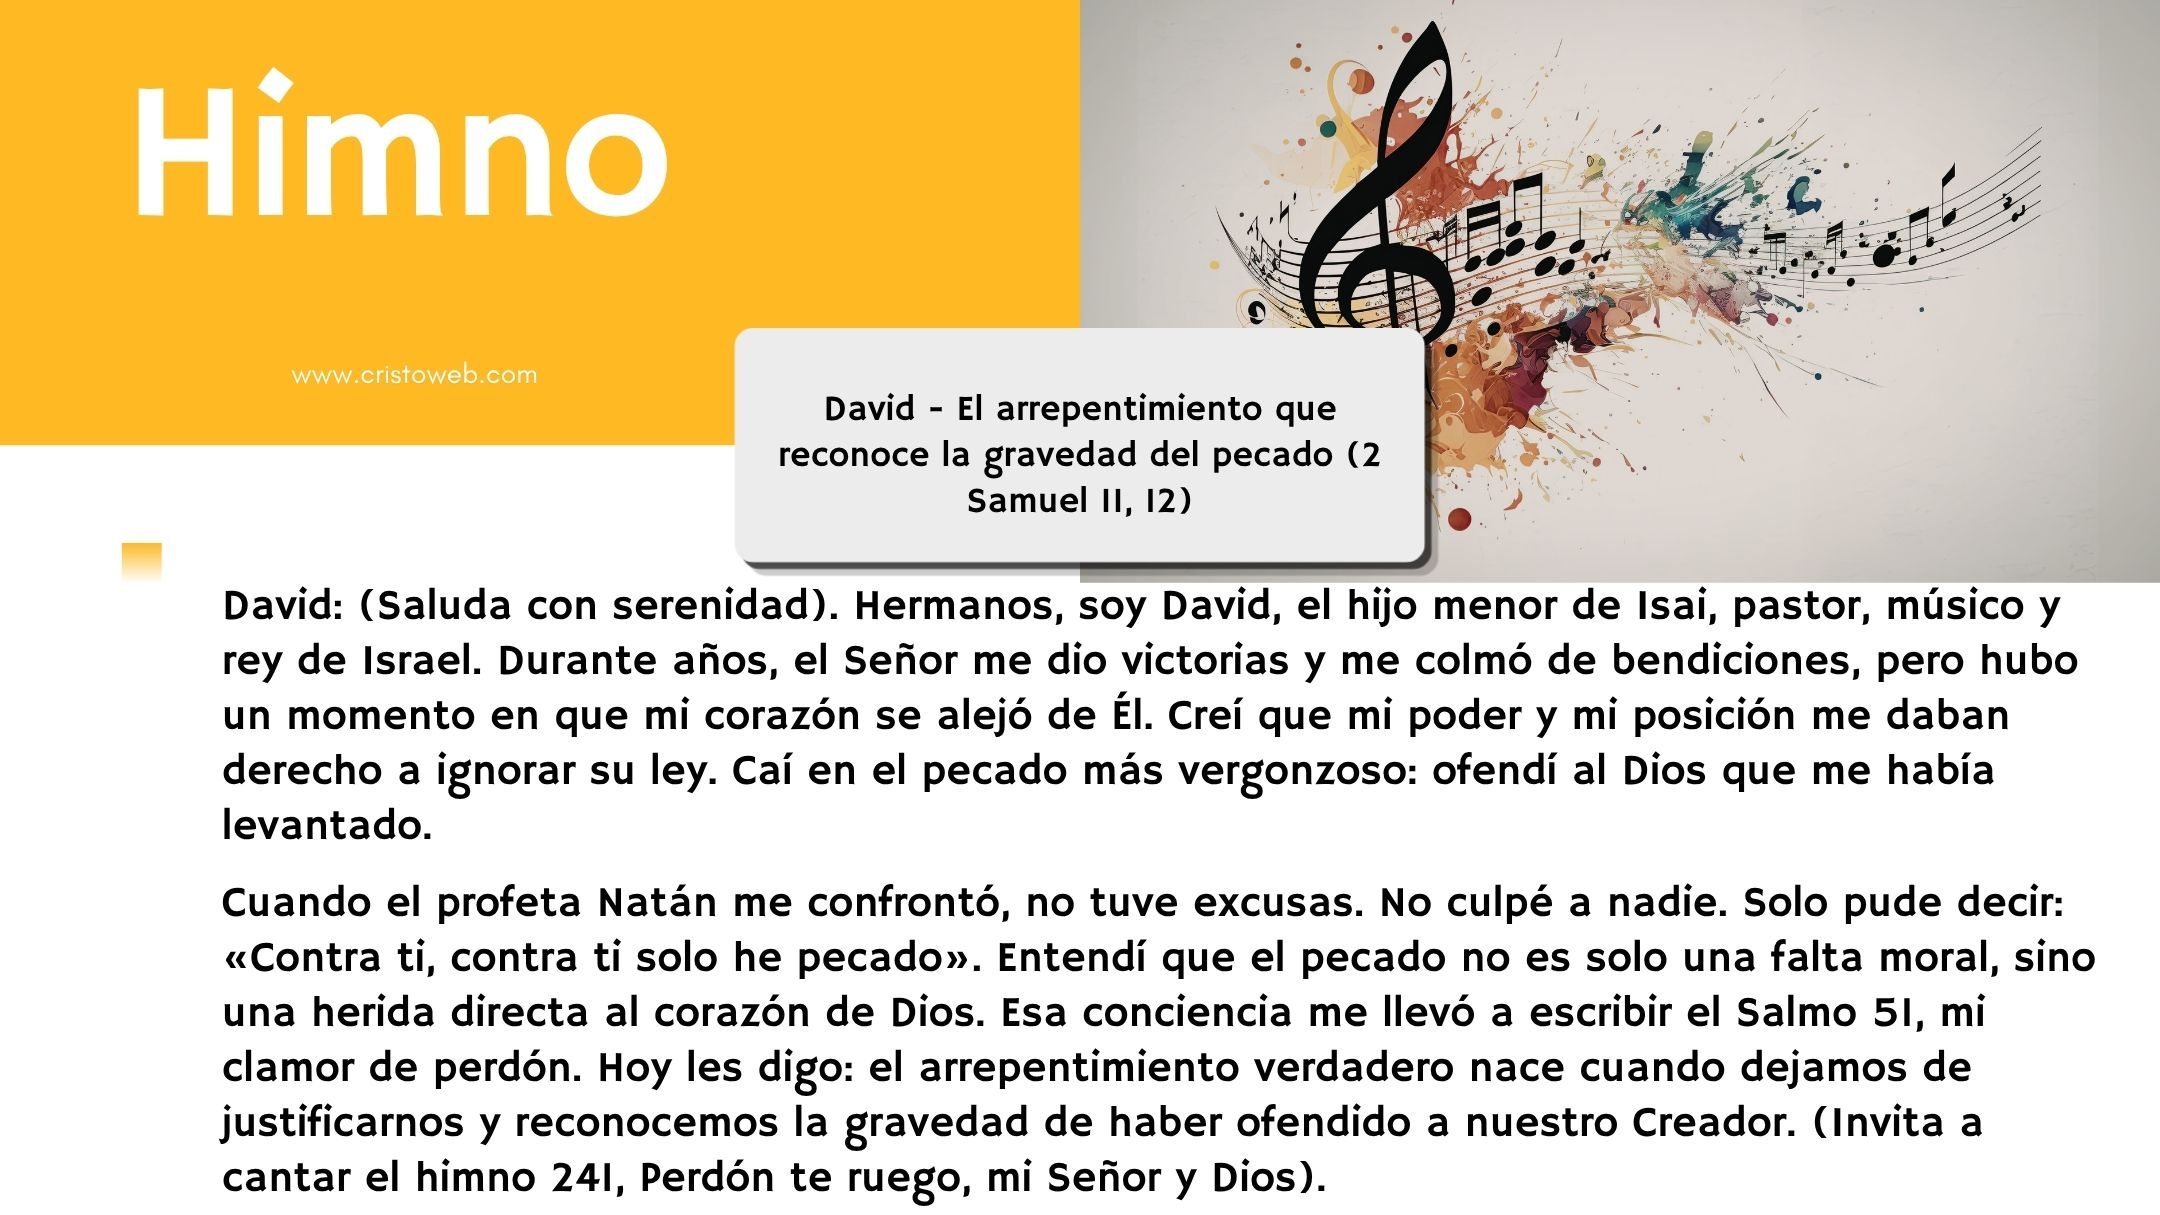 Himno
www.cristoweb.com
David - El arrepentimiento que
reconoce la gravedad del pecado (2
Samuel 11, 12)
David: (Saluda con serenidad). Hermanos, soy David, el hijo menor de Isai, pastor, músico y
rey de Israel. Durante años, el Señor me dio victorias y me colmó de bendiciones, pero hubo
un momento en que mi corazón se alejó de Él. Creí que mi poder y mi posición me daban
derecho a ignorar su ley. Caí en el pecado más vergonzoso: ofendí al Dios que me había
levantado.
Cuando el profeta Natán me confrontó, no tuve excusas. No culpé a nadie. Solo pude decir:
«Contra ti, contra ti solo he pecado». Entendí que el pecado no es solo una falta moral, sino
una herida directa al corazón de Dios. Esa conciencia me llevó a escribir el Salmo 51, mi
clamor de perdón. Hoy les digo: el arrepentimiento verdadero nace cuando dejamos de
justificarnos y reconocemos la gravedad de haber ofendido a nuestro Creador. (Invita a
cantar el himno 241, Perdón te ruego, mi Señor y Dios).